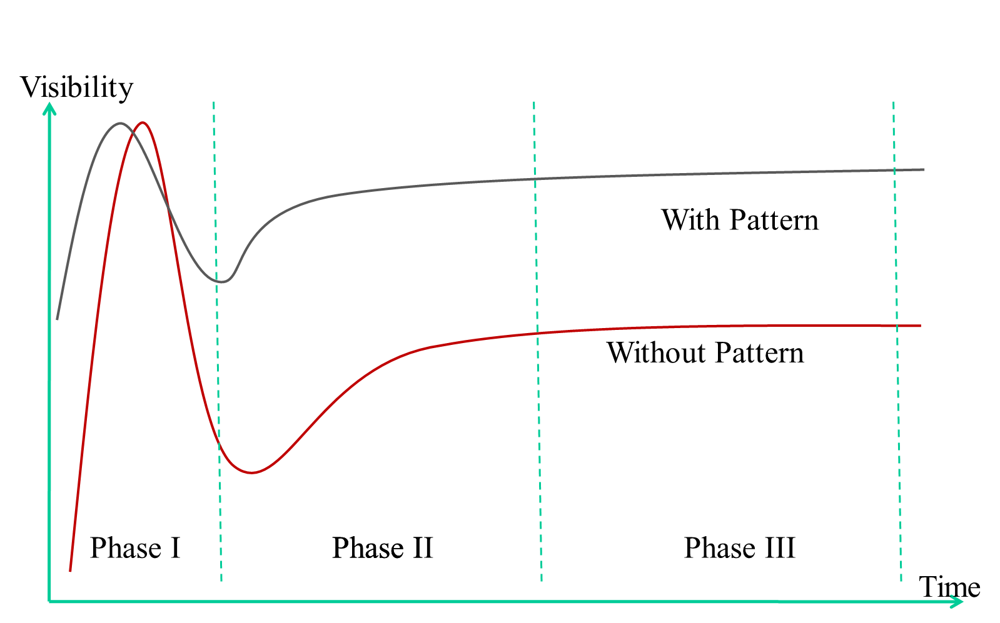 Visibility
With Pattern
Without Pattern
Phase I
Phase II
Phase III
Time